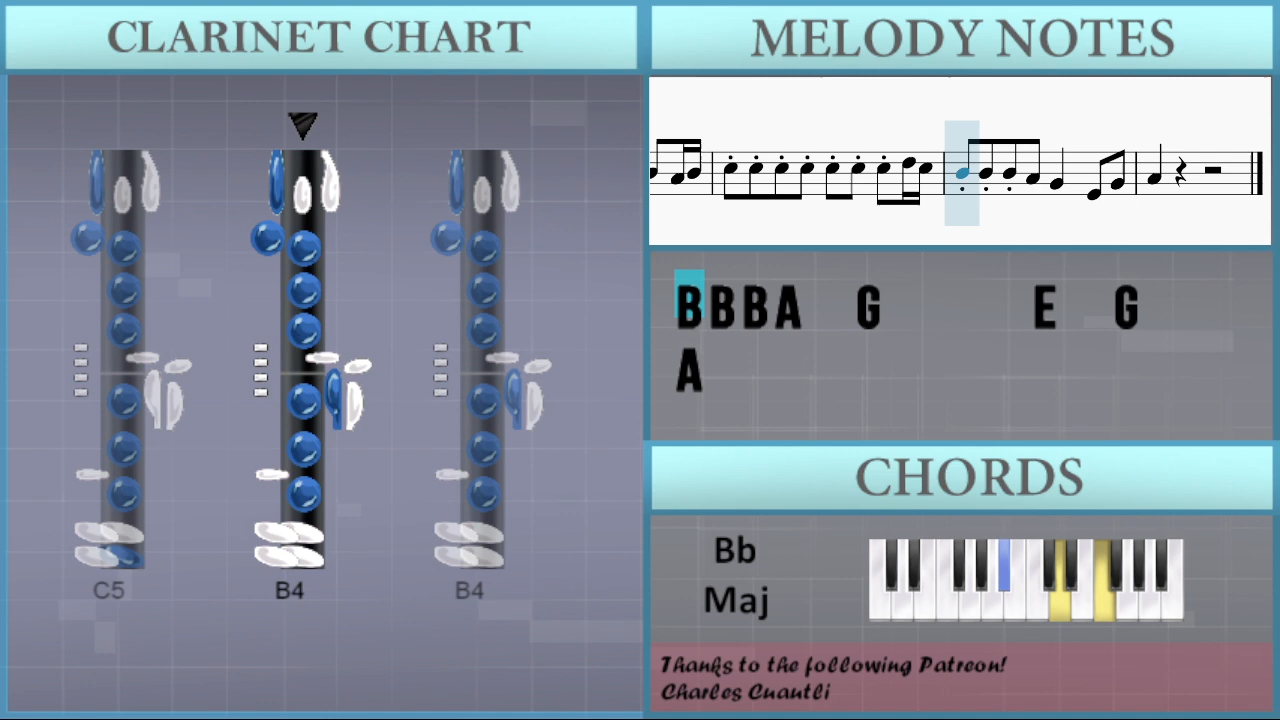 CLARINET CHART
C5
B4
B4
MELODY NOTES
B B B A G E G
A
CHORDS
Bb
Maj
Thanks to the following Patreon!
Charles Cuautli